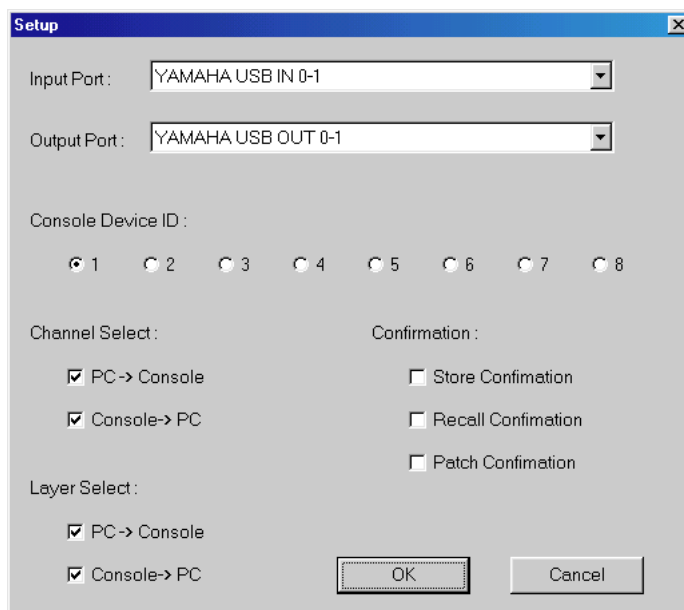 Setup
Input Port : YAMAHA USB IN 0-1
Output Port : YAMAHA USB OUT 0-1
Console Device ID :
1 2 3 4 5 6 7 8
Channel Select :
PC -> Console
Console-> PC
Confirmation :
Store Confimation
Recall Confimation
Patch Confimation
Layer Select :
PC -> Console
Console-> PC
OK Cancel